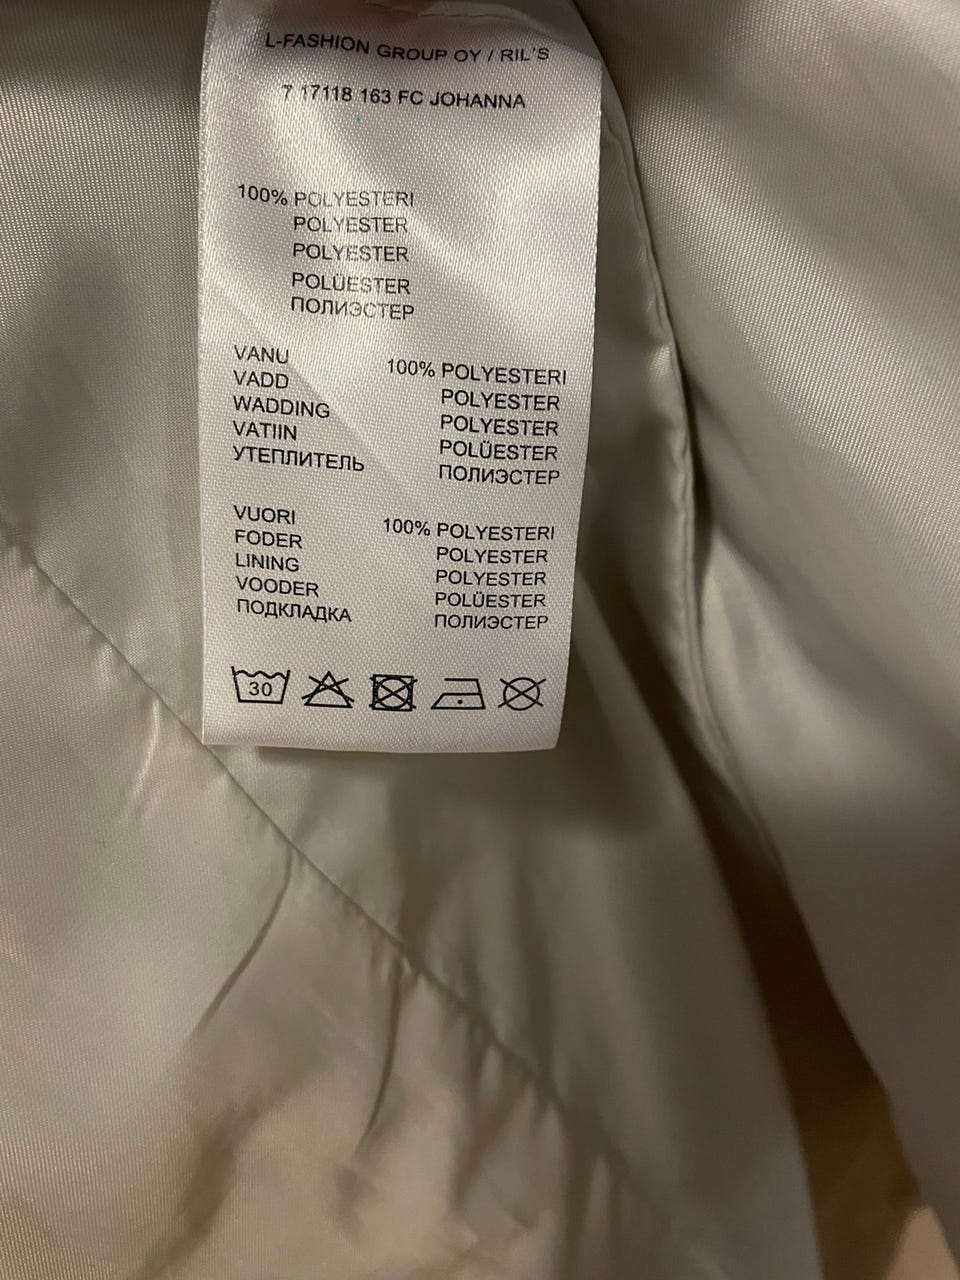 L-FASHION GROUP OY / RIL'S
7 17118 163 FC JOHANNA
100% POLYESTERI
POLYESTER
POLYESTER
POLÜESTER
ПОЛИЭСТЕР
VANU 100% POLYESTERI
VADD POLYESTER
WADDING POLYESTER
VATIIN POLÜESTER
УТЕПЛИТЕЛЬ ПОЛИЭСТЕР
VUORI 100% POLYESTERI
FODER POLYESTER
LINING POLYESTER
VOODER POLÜESTER
ПОДКЛАДКА ПОЛИЭСТЕР
30